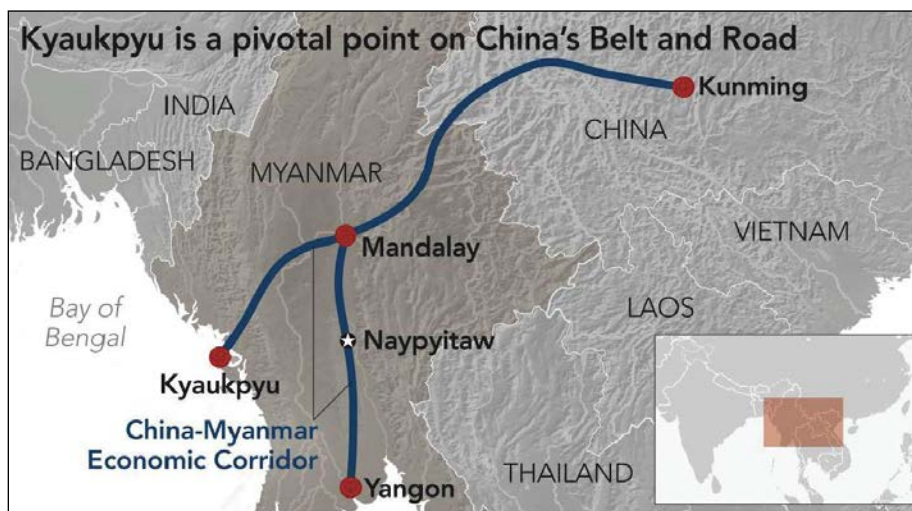 Kyaukpyu is a pivotal point on China's Belt and Road
Kunming
INDIA
CHINA
BANGLADESH
MYANMAR
VIETNAM
Mandalay
Bay of
Bengal
LAOS
Naypyitaw
Kyaukpyu
China-Myanmar
Economic Corridor
THAILAND
Yangon